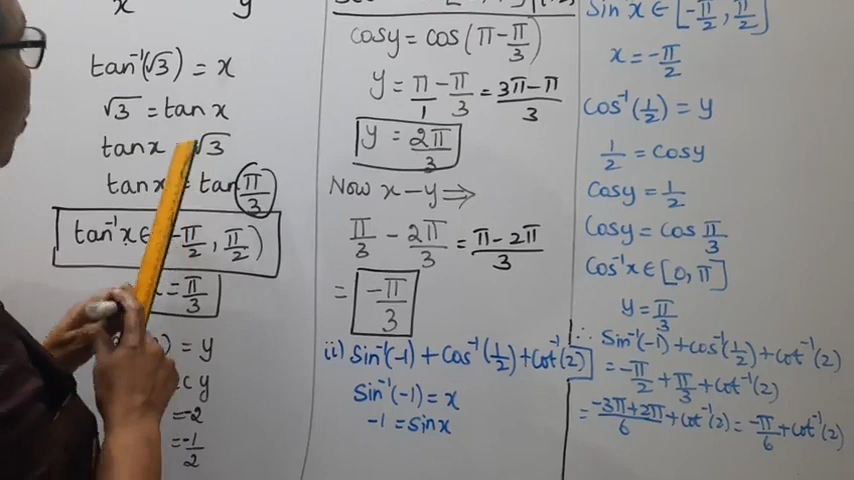 x y
tan⁻¹(√3) = x
√3 = tan x
tan x √3
tan x = tan π/3
tan⁻¹x ∈ -π/2, π/2)
= π/3
) = y
c y
= -2
= -1/2
cos y = cos(π - π/3)
y = π/1 - π/3 = 3π-π/3
y = 2π/3
Now x-y ⇒
π/3 - 2π/3 = π-2π/3
= -π/3
ii) Sin⁻¹(-1) + Cos⁻¹(1/2) + Cot⁻¹(2)
Sin⁻¹(-1) = x
-1 = sin x
Sin x ∈ [-π/2, π/2]
x = -π/2
Cos⁻¹(1/2) = y
1/2 = Cos y
Cos y = 1/2
Cos y = Cos π/3
Cos⁻¹x ∈ [0, π]
y = π/3
∴ Sin⁻¹(-1) + cos⁻¹(1/2) + cot⁻¹(2)
= -π/2 + π/3 + cot⁻¹(2)
= -3π+2π/6 + cot⁻¹(2) = -π/6 + cot⁻¹(2)